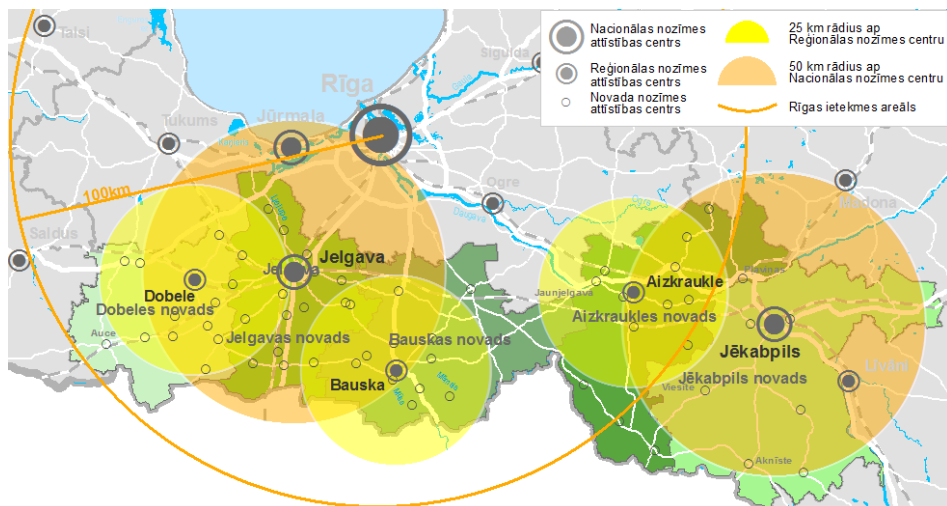 Nacionālas nozīmes
attīstības centrs
Reģionālas nozīmes
attīstības centrs
Novada nozīmes
attīstības centrs
25 km rādius ap
Reģionālas nozīmes centru
50 km rādius ap
Nacionālas nozīmes centru
Rīgas ietekmes areāls
Talsi
Sigulda
Rīga
Jūrmala
Tukums
Ogre
Madona
100km
Saldus
Daugava
Jelgava
Jelgava
Dobele
Dobeles novads
Auce
Jelgavas novads
Bauskas novads
Bauska
Mūsa
Jaunjelgava
Aizkraukle
Aizkraukles novads
Pļaviņas
Jēkabpils
Jēkabpils novads
Līvāni
Viesīte
Aknīste